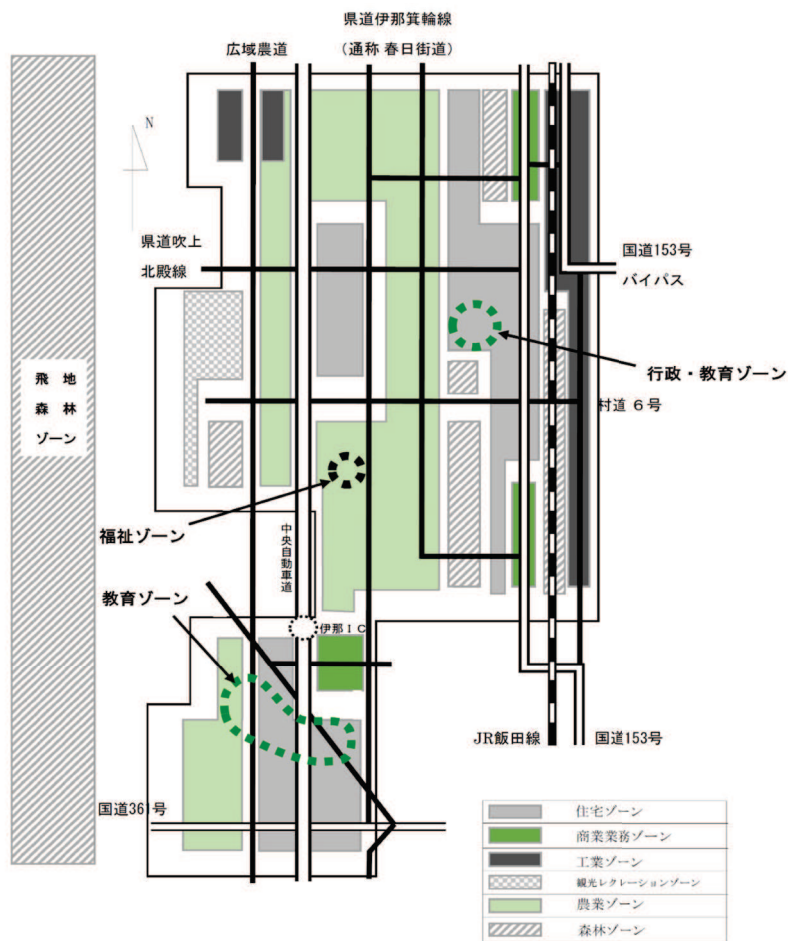 県道伊那箕輪線
広域農道
（通称 春日街道）
N
県道吹上
北殿線
国道153号
バイパス
飛 地
森 林
ゾーン
行政・教育ゾーン
村道 6号
福祉ゾーン
中央自動車道
教育ゾーン
伊那ＩＣ
JR飯田線
国道153号
国道361号
住宅ゾーン
商業業務ゾーン
工業ゾーン
観光レクレーションゾーン
農業ゾーン
森林ゾーン